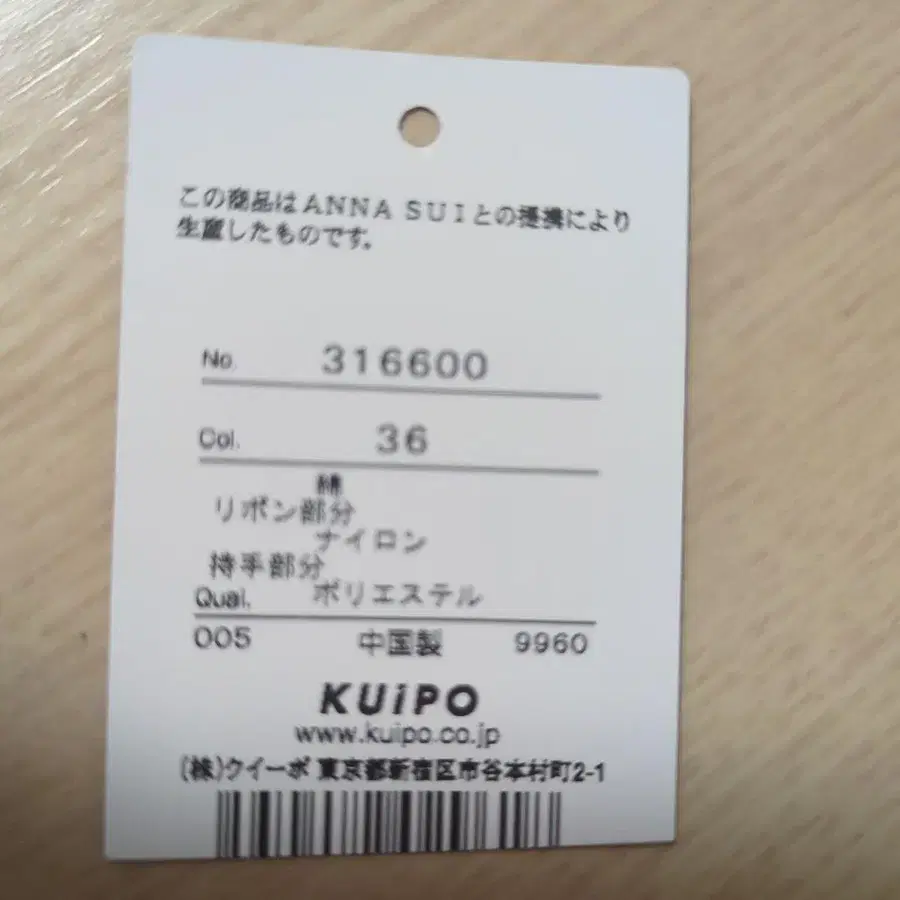 この商品はANNA SUIとの提携により
生産したものです。
No. 316600
Col. 36
綿
リボン部分
ナイロン
持手部分
Qual. ポリエステル
005 中国製 9960
KUiPO
www.kuipo.co.jp
(株)クイーポ 東京都新宿区市谷本村町2-1